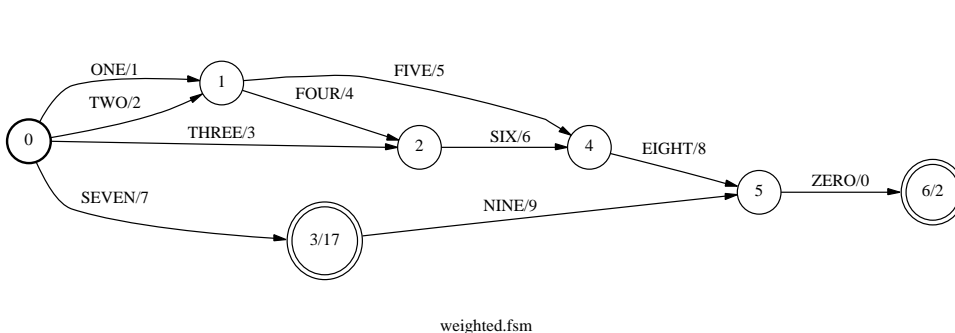 ONE/1
FIVE/5
1
TWO/2
FOUR/4
0
THREE/3
2
SIX/6
4
EIGHT/8
SEVEN/7
3/17
NINE/9
5
ZERO/0
6/2
weighted.fsm